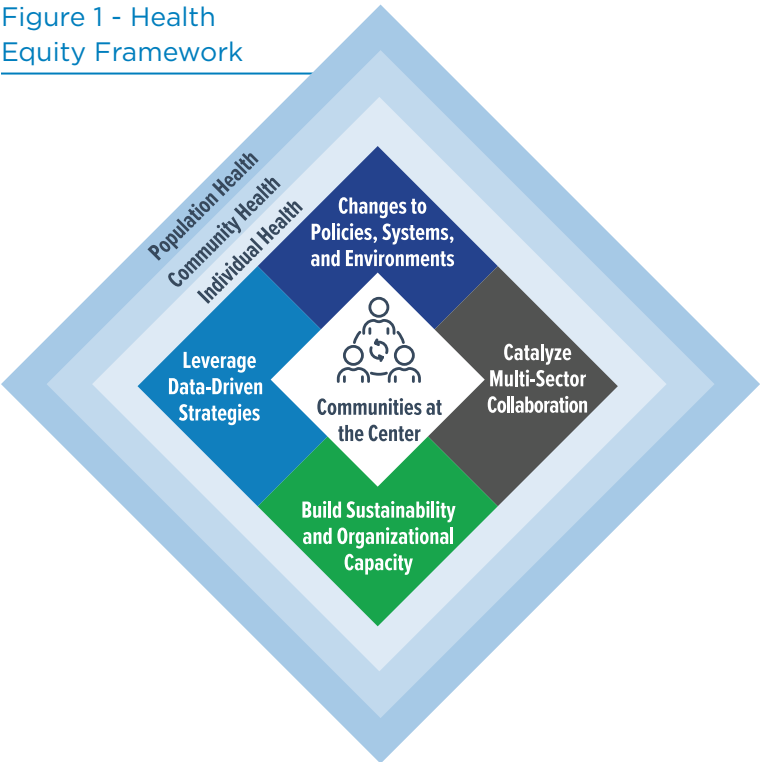 Figure 1 - Health
Equity Framework
Population Health
Community Health
Individual Health
Changes to
Policies, Systems,
and Environments
Leverage
Data-Driven
Strategies
Catalyze
Multi-Sector
Collaboration
Communities at
the Center
Build Sustainability
and Organizational
Capacity